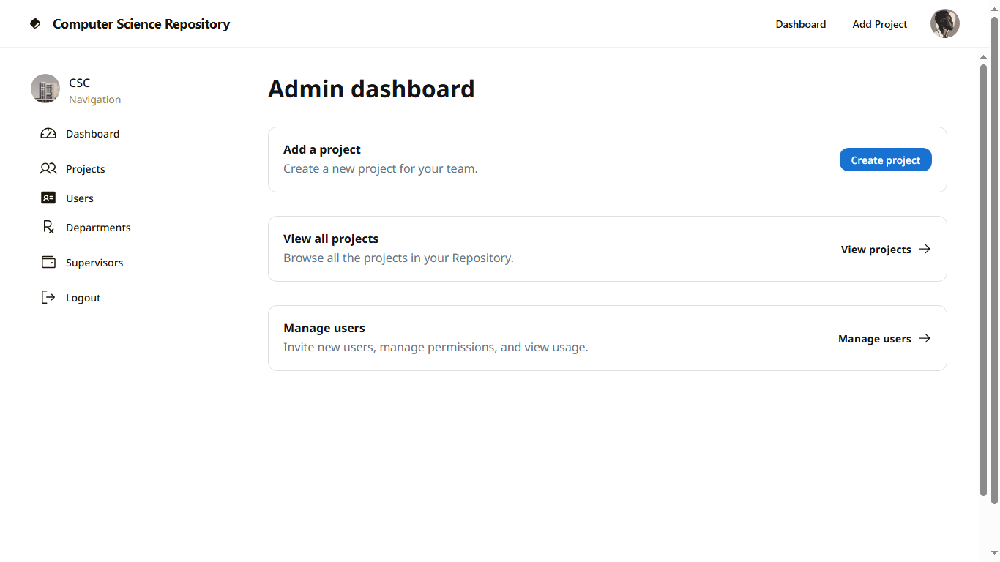 Computer Science Repository
Dashboard
Add Project
CSC
Navigation
Dashboard
Projects
Users
Departments
Supervisors
Logout
Admin dashboard
Add a project
Create a new project for your team.
Create project
View all projects
Browse all the projects in your Repository.
View projects
Manage users
Invite new users, manage permissions, and view usage.
Manage users